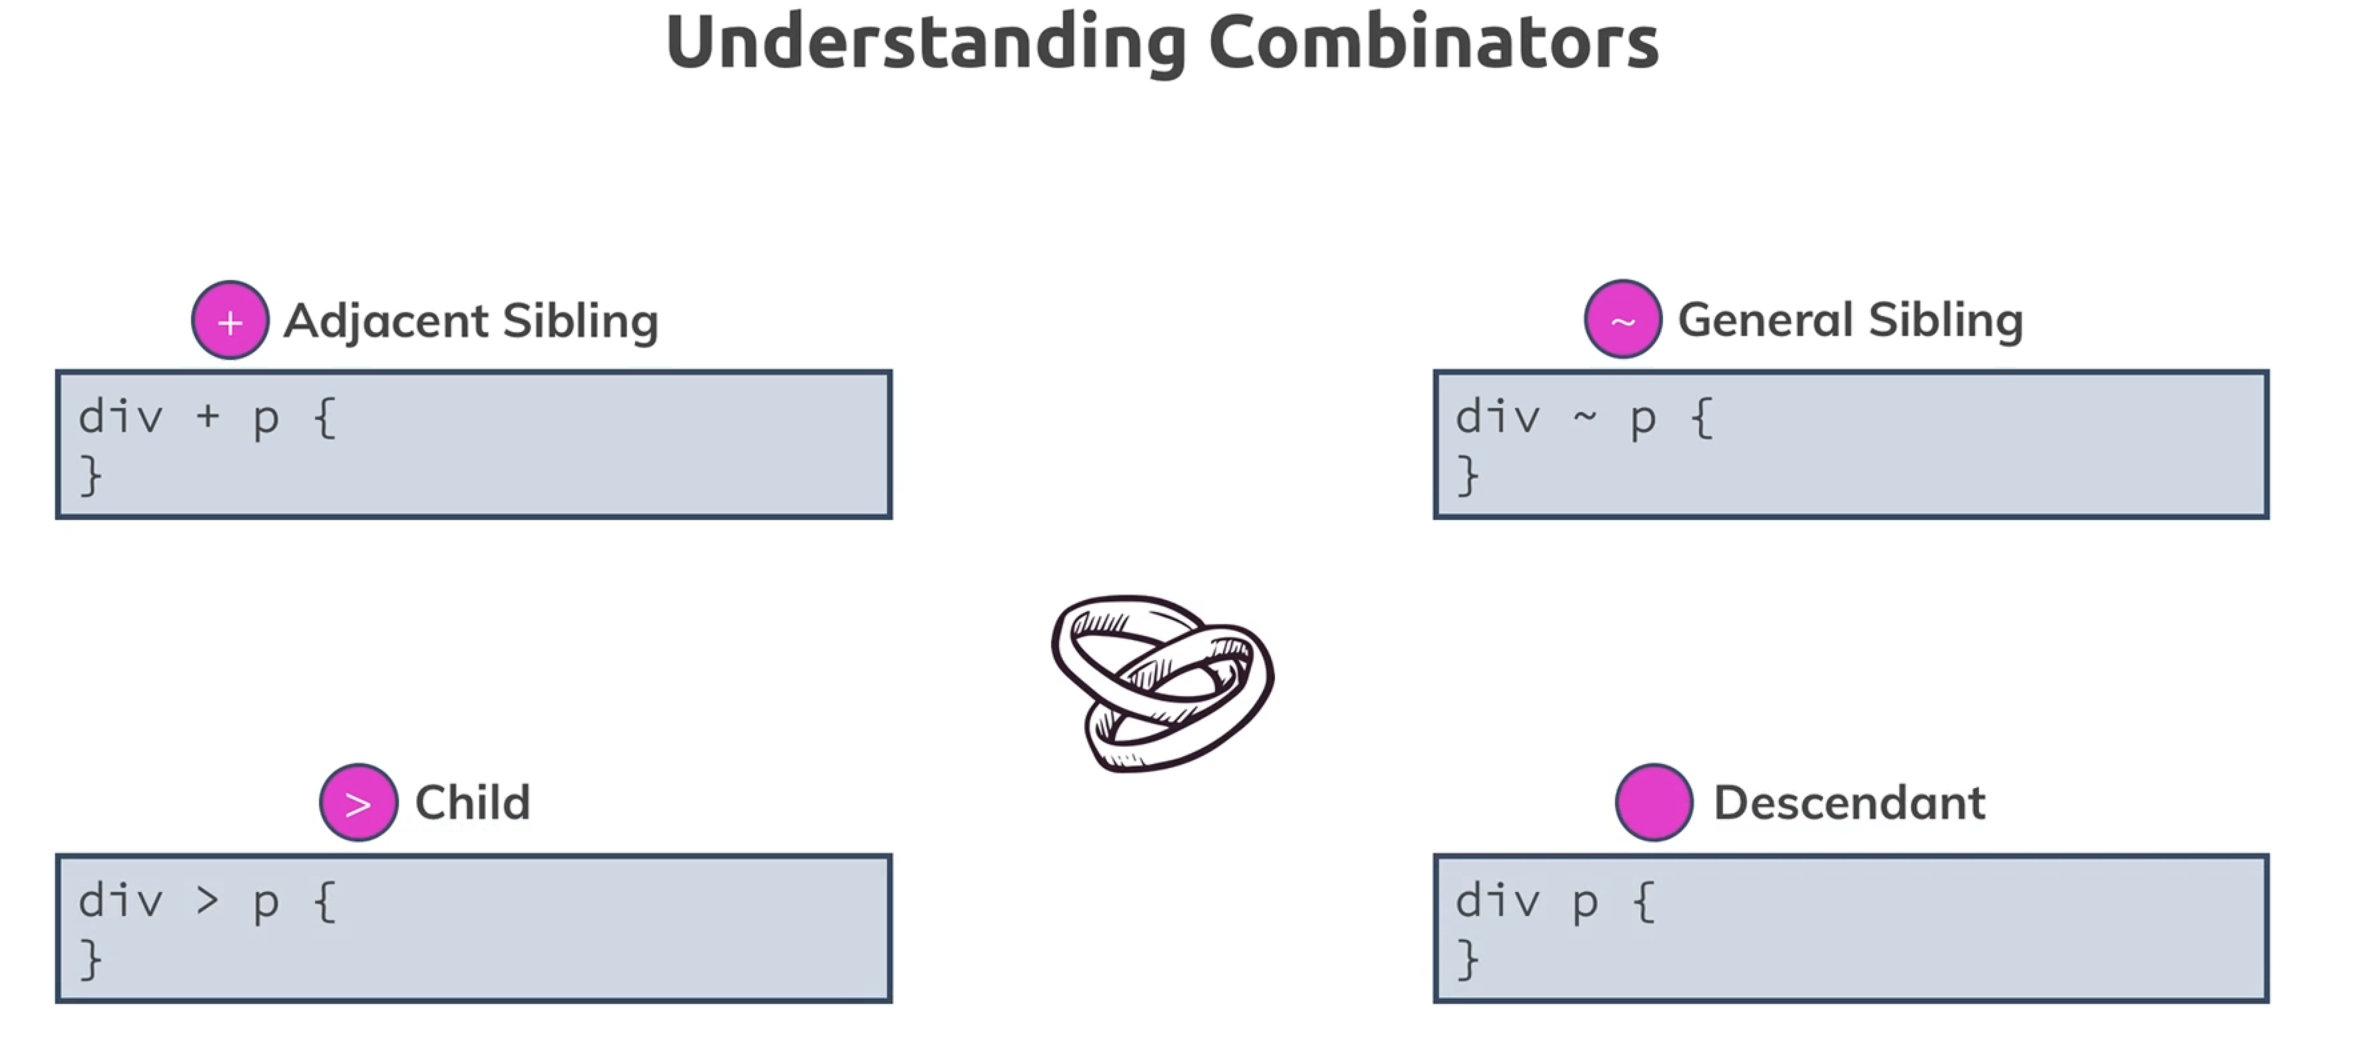 Understanding Combinators
+ Adjacent Sibling
div + p {
}
~ General Sibling
div ~ p {
}
> Child
div > p {
}
Descendant
div p {
}